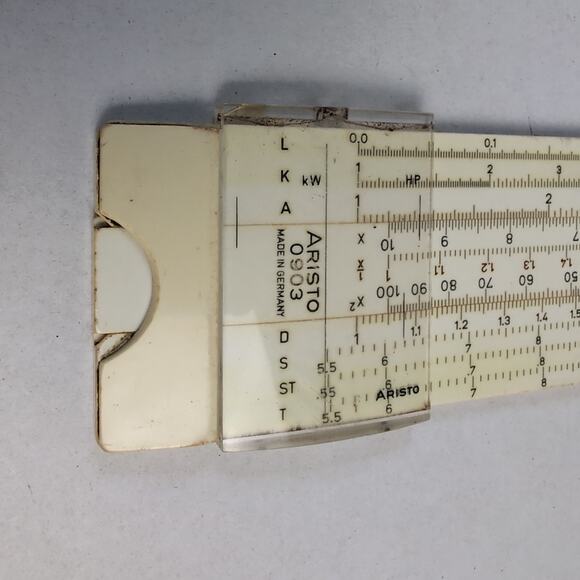 L 0.0 0.1
K kW 1 HP 2 3
A 1 2
X 10 9 8 7
1/X 1 1.1 1.2 1.3 1.4
X² 100 90 80 70 60 50
ARISTO
0903
MADE IN GERMANY
D 1 1.1 1.2 1.3 1.4 1.5
S 5.5 6 .7 .8
ST .55 6 ARISTO .7 8
T 5.5 6